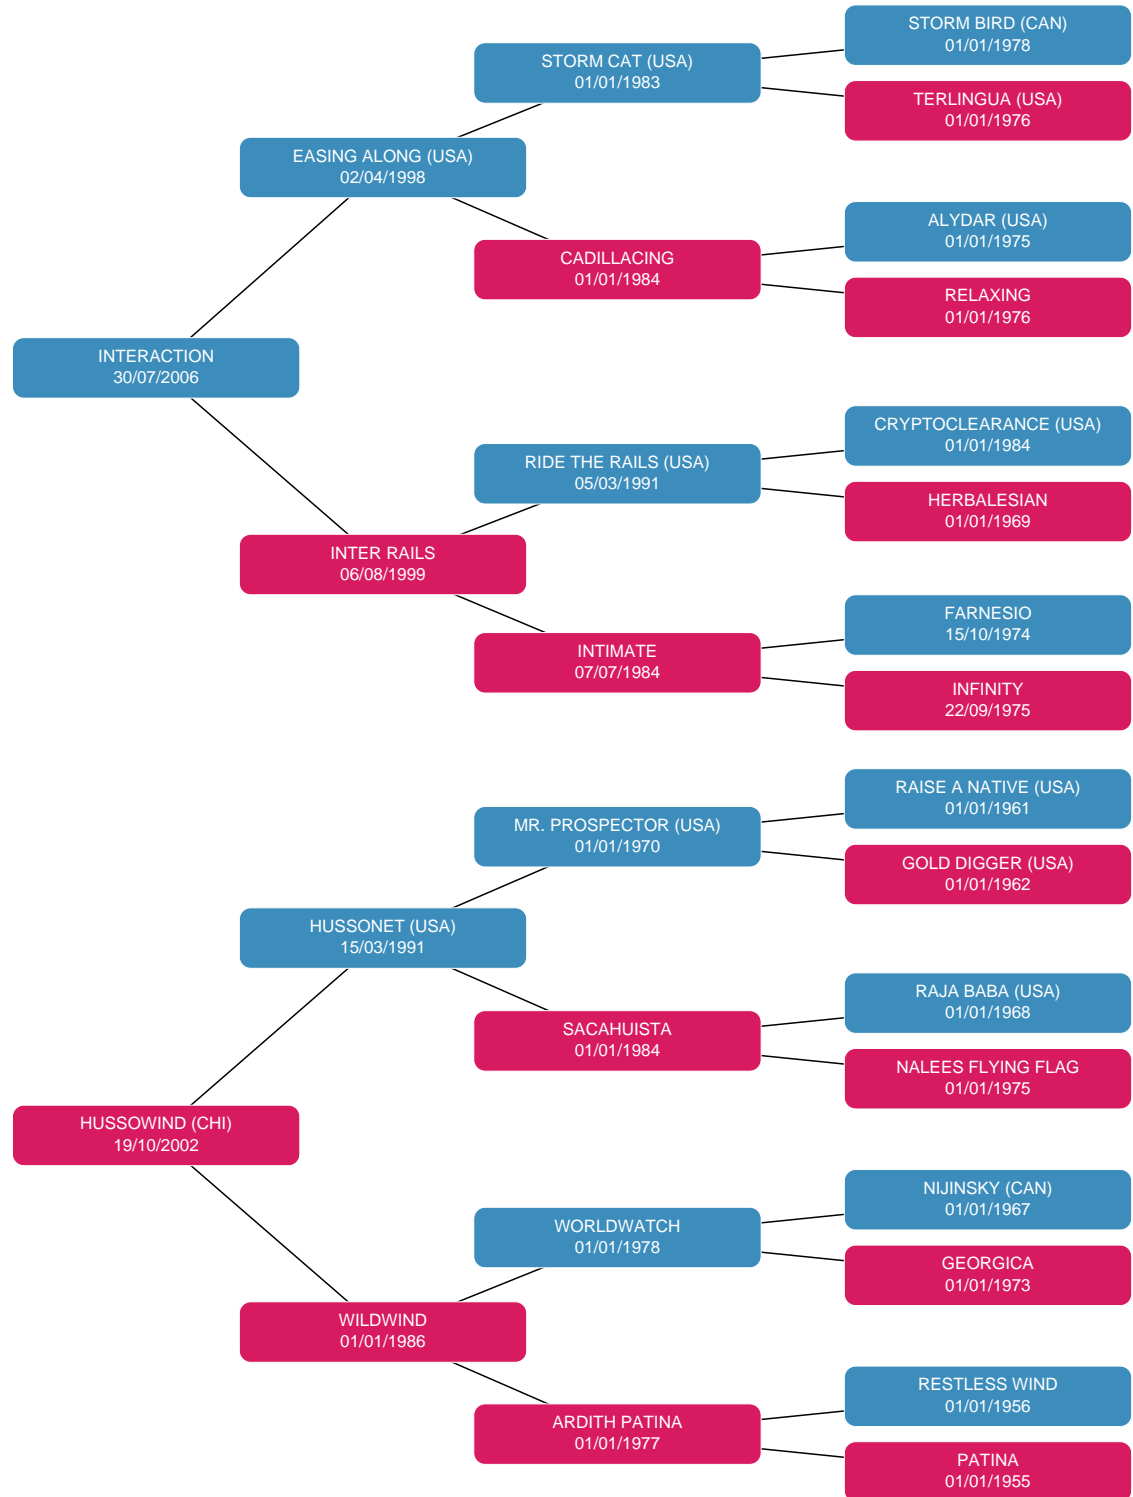 STORM BIRD (CAN)
01/01/1978
STORM CAT (USA)
01/01/1983
TERLINGUA (USA)
01/01/1976
EASING ALONG (USA)
02/04/1998
ALYDAR (USA)
01/01/1975
CADILLACING
01/01/1984
RELAXING
01/01/1976
INTERACTION
30/07/2006
CRYPTOCLEARANCE (USA)
01/01/1984
RIDE THE RAILS (USA)
05/03/1991
HERBALESIAN
01/01/1969
INTER RAILS
06/08/1999
FARNESIO
15/10/1974
INTIMATE
07/07/1984
INFINITY
22/09/1975
RAISE A NATIVE (USA)
01/01/1961
MR. PROSPECTOR (USA)
01/01/1970
GOLD DIGGER (USA)
01/01/1962
HUSSONET (USA)
15/03/1991
RAJA BABA (USA)
01/01/1968
SACAHUISTA
01/01/1984
NALEES FLYING FLAG
01/01/1975
HUSSOWIND (CHI)
19/10/2002
NIJINSKY (CAN)
01/01/1967
WORLDWATCH
01/01/1978
GEORGICA
01/01/1973
WILDWIND
01/01/1986
RESTLESS WIND
01/01/1956
ARDITH PATINA
01/01/1977
PATINA
01/01/1955